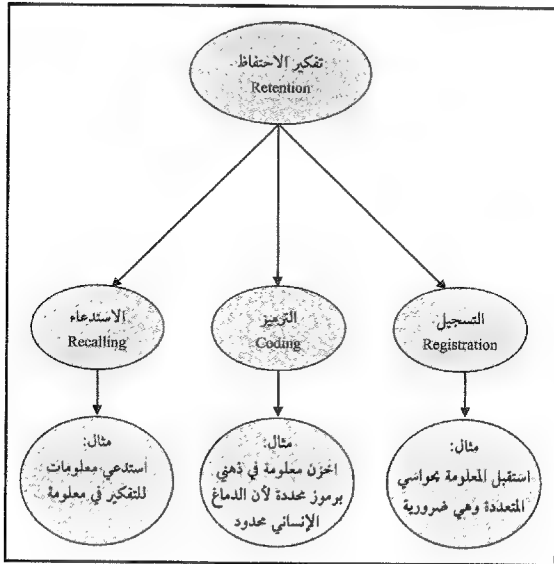 تفكير الاحتفاظ
Retention
التسجيل
Registration
الترميز
Coding
الاستدعاء
Recalling
مثال:
استقبل المعلومة بحواسي
المتعددة وهي ضرورية
مثال:
اخزن معلومة في ذهني
برموز محددة لأن الدماغ
الإنساني محدود
مثال:
أستدعي معلومات
للتفكير في معلومة